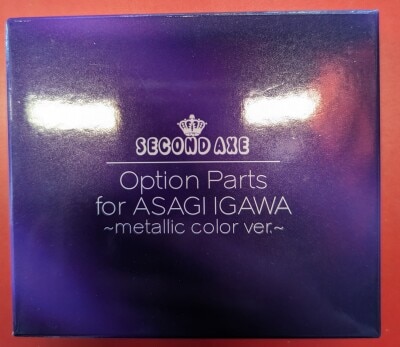 SECOND AXE
Option Parts
for ASAGI IGAWA
~metallic color ver.~